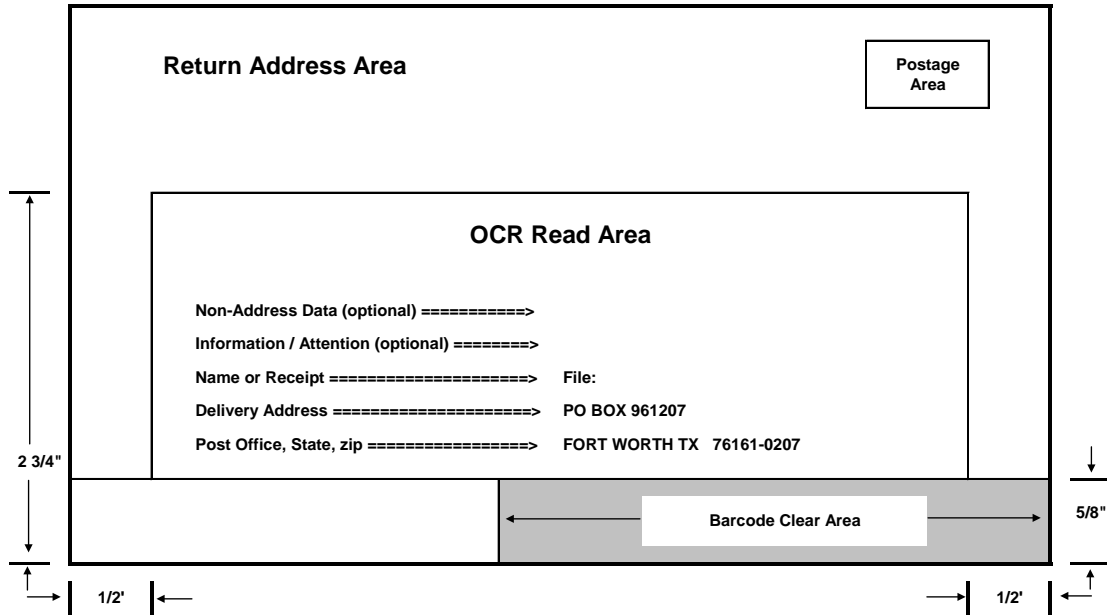 Return Address Area
Postage
Area
OCR Read Area
Non-Address Data (optional) ===========>
Information / Attention (optional) ========>
Name or Receipt =====================> File:
Delivery Address =====================> PO BOX 961207
Post Office, State, zip =================> FORT WORTH TX 76161-0207
2 3/4"
Barcode Clear Area
5/8"
1/2'
1/2'